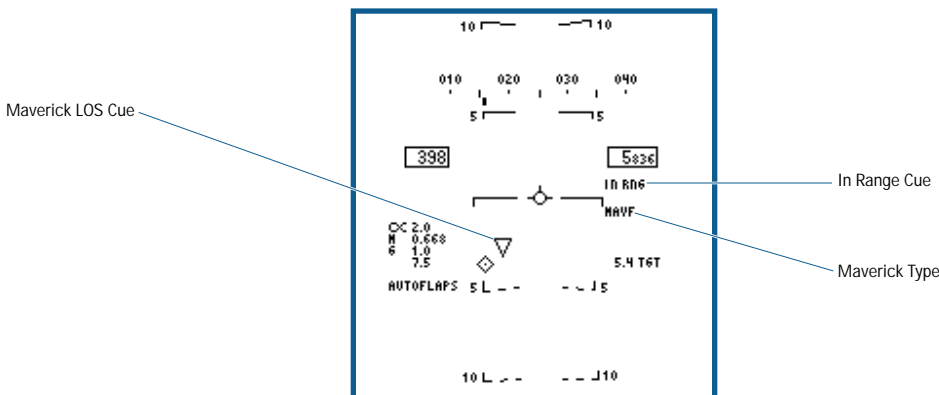 10 10
010 020 030 040
5 5
Maverick LOS Cue
398 5836
IN RNG In Range Cue
MAVF
α 2.0
M 0.668
G 1.0
7.5
5.4 TGT
Maverick Type
AUTOFLAPS 5 5
10 10